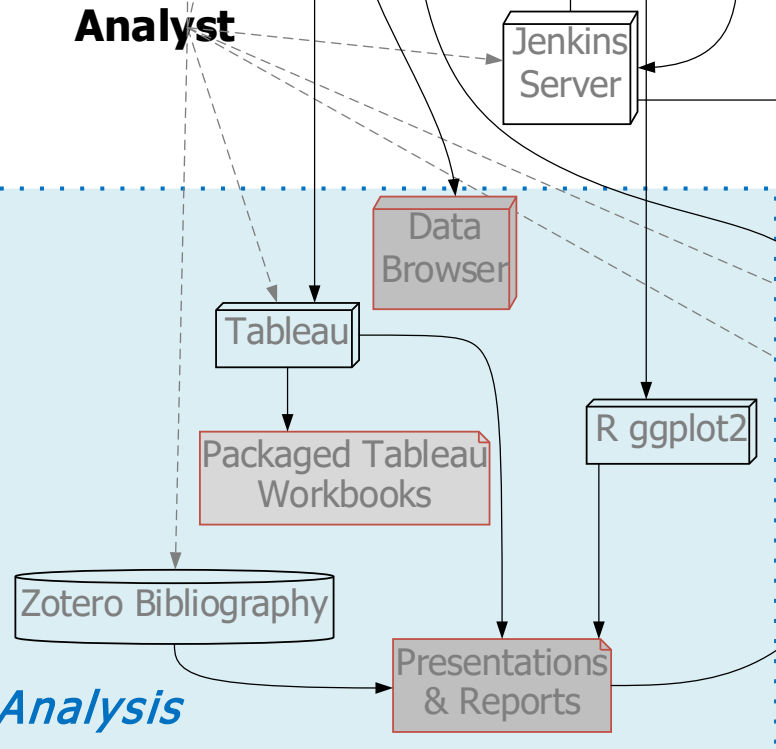 Analyst
Jenkins
Server
Data
Browser
Tableau
R ggplot2
Packaged Tableau
Workbooks
Zotero Bibliography
Presentations
& Reports
Analysis